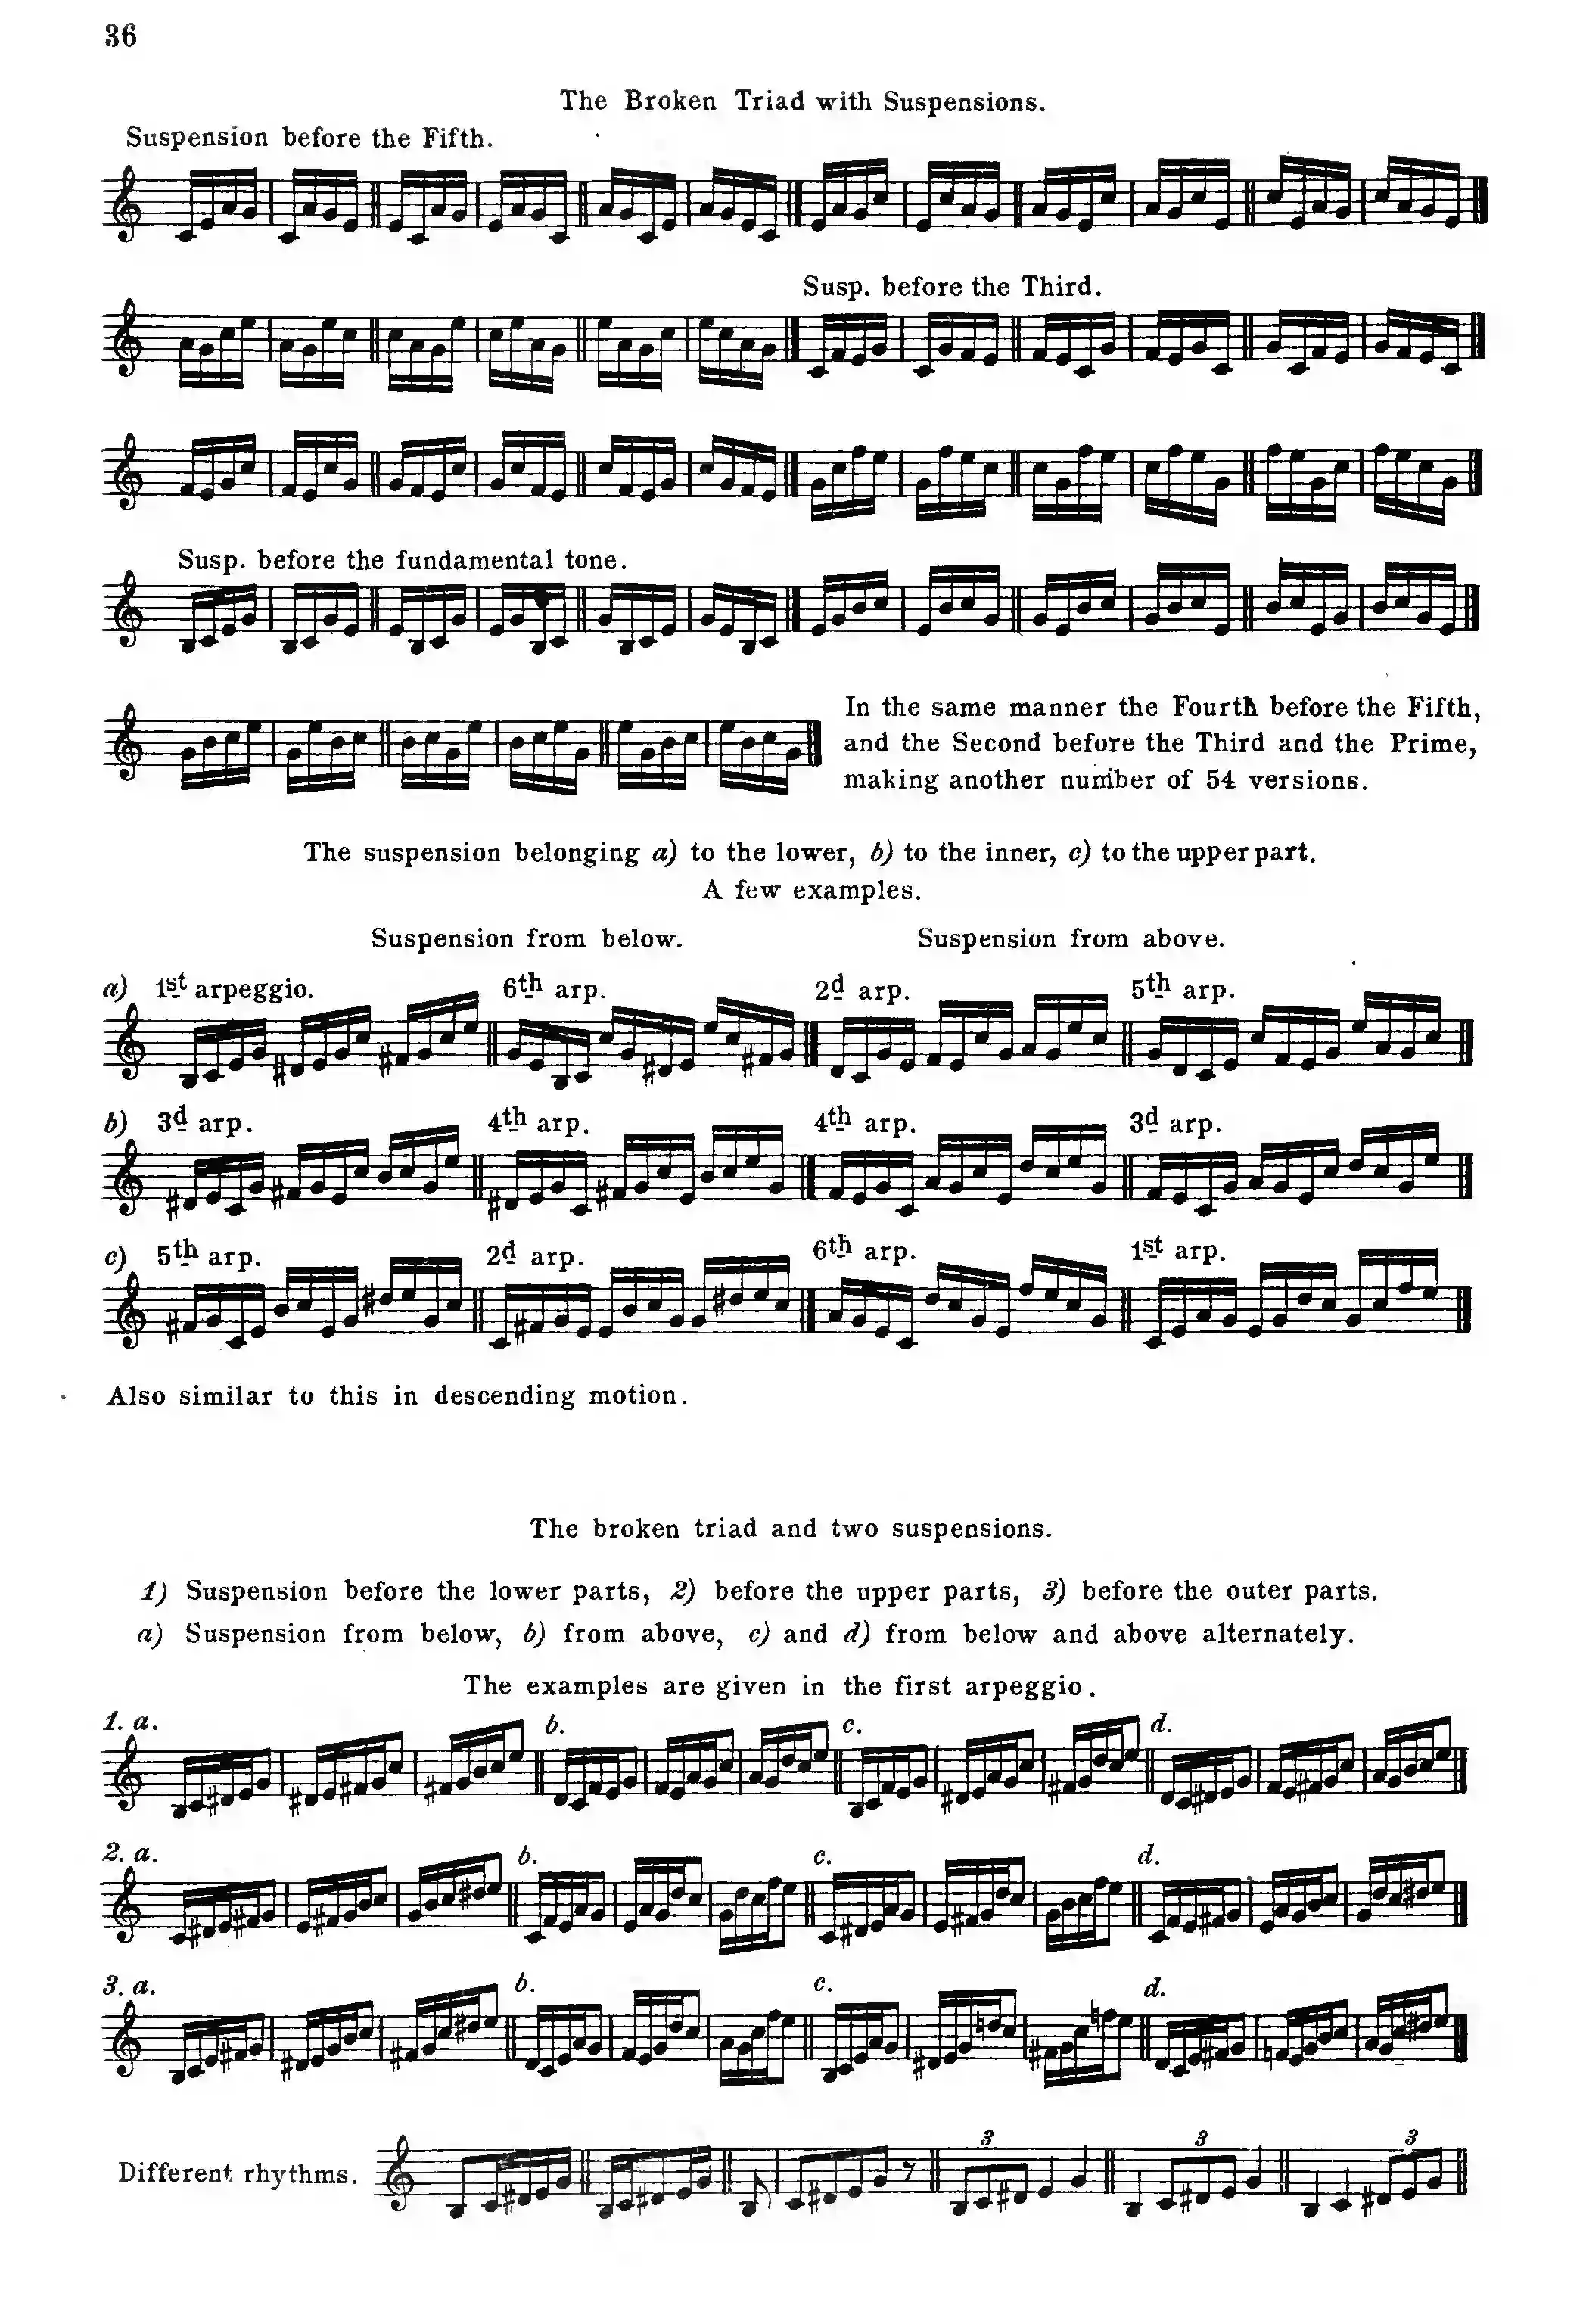 36
The Broken Triad with Suspensions.
Suspension before the Fifth.
Susp. before the Third.
Susp. before the fundamental tone.
In the same manner the Fourth before the Fifth,
and the Second before the Third and the Prime,
making another number of 54 versions.
The suspension belonging a) to the lower, b) to the inner, c) to the upper part.
A few examples.
Suspension from below. Suspension from above.
a) 1st arpeggio. 6th arp. 2d arp. 5th arp.
b) 3d arp. 4th arp. 4th arp. 3d arp.
c) 5th arp. 2d arp. 6th arp. 1st arp.
Also similar to this in descending motion.
The broken triad and two suspensions.
1) Suspension before the lower parts, 2) before the upper parts, 3) before the outer parts.
a) Suspension from below, b) from above, c) and d) from below and above alternately.
The examples are given in the first arpeggio.
1. a. b. c. d.
2. a. b. c. d.
3. a. b. c. d.
3 3 3
Different rhythms.